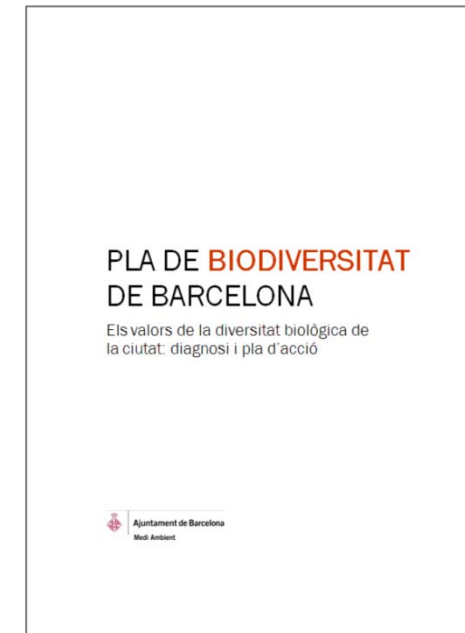 PLA DE BIODIVERSITAT
DE BARCELONA
Els valors de la diversitat biològica de
la ciutat: diagnosi i pla d'acció
Ajuntament de Barcelona
Medi Ambient